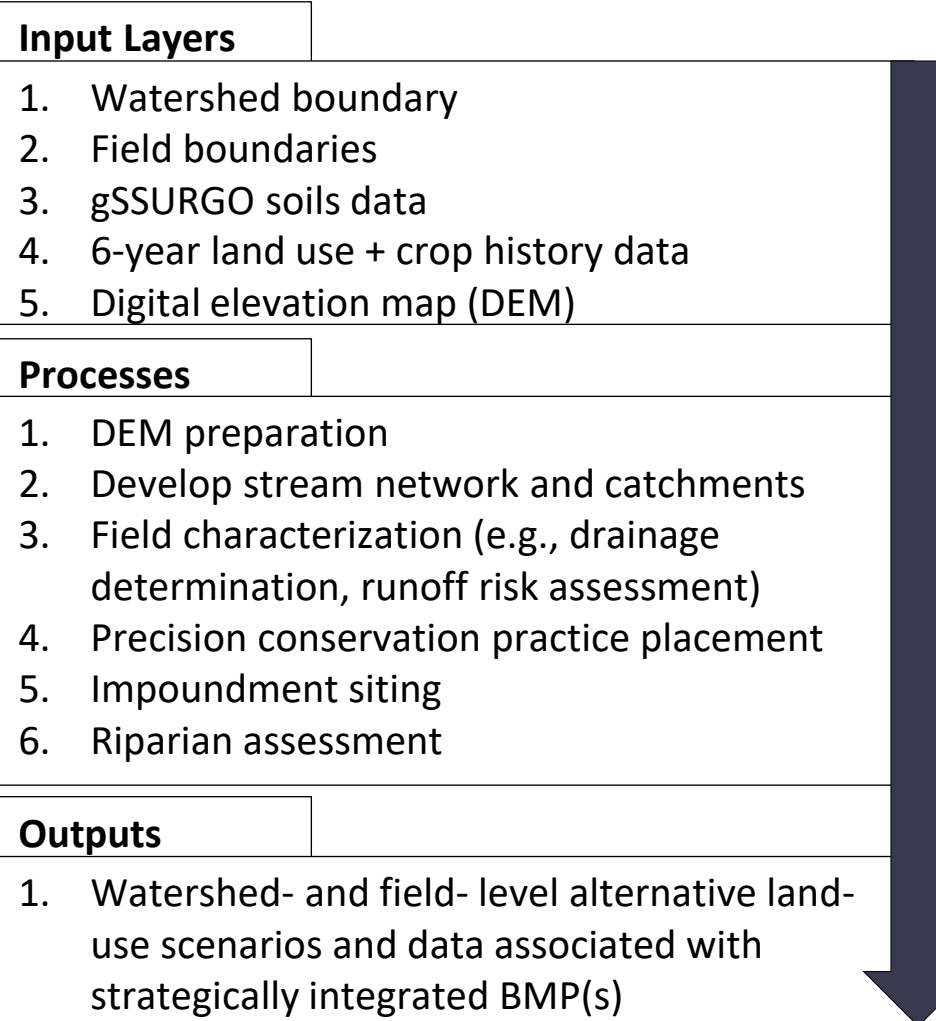 Input Layers
1. Watershed boundary
2. Field boundaries
3. gSSURGO soils data
4. 6-year land use + crop history data
5. Digital elevation map (DEM)
Processes
1. DEM preparation
2. Develop stream network and catchments
3. Field characterization (e.g., drainage
determination, runoff risk assessment)
4. Precision conservation practice placement
5. Impoundment siting
6. Riparian assessment
Outputs
1. Watershed- and field- level alternative land-
use scenarios and data associated with
strategically integrated BMP(s)